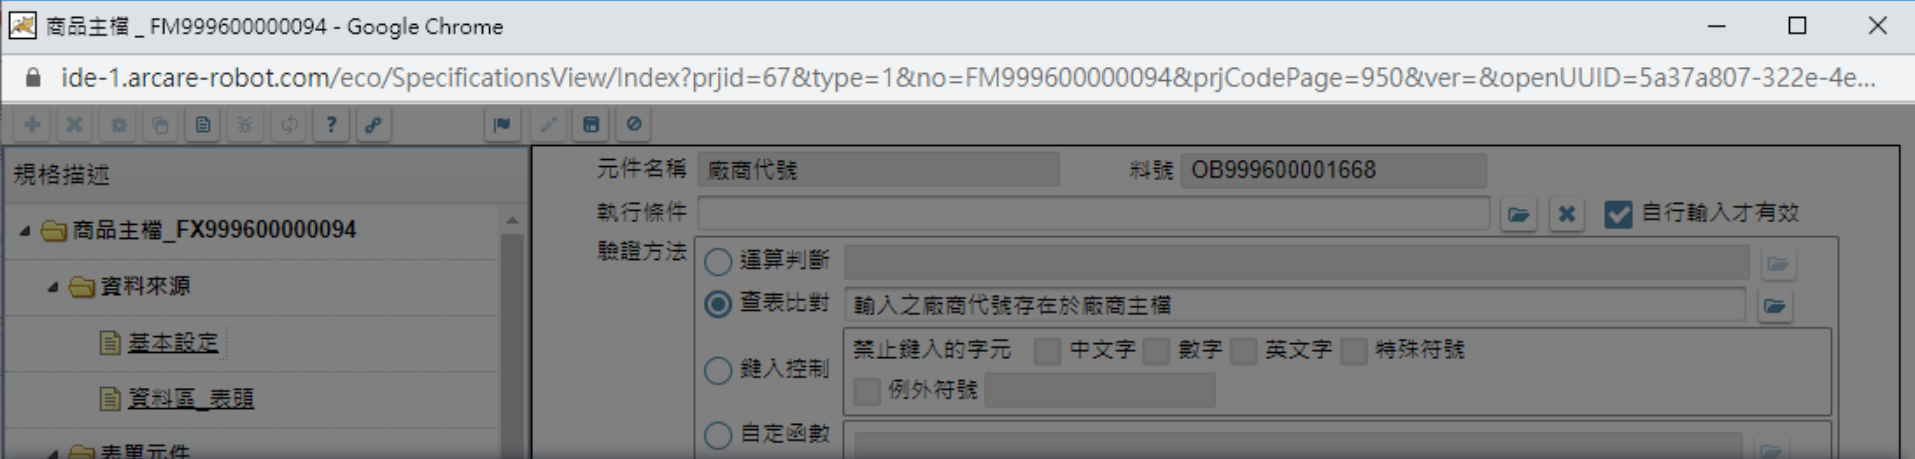 商品主檔 _ FM999600000094 - Google Chrome
ide-1.arcare-robot.com/eco/SpecificationsView/Index?prjid=67&type=1&no=FM999600000094&prjCodePage=950&ver=&openUUID=5a37a807-322e-4e...
規格描述
商品主檔_FX999600000094
資料來源
基本設定
資料區_表頭
表單元件
元件名稱 廠商代號 料號 OB999600001668
執行條件 自行輸入才有效
驗證方法
運算判斷
查表比對 輸入之廠商代號存在於廠商主檔
鍵入控制 禁止鍵入的字元 中文字 數字 英文字 特殊符號
例外符號
自定函數